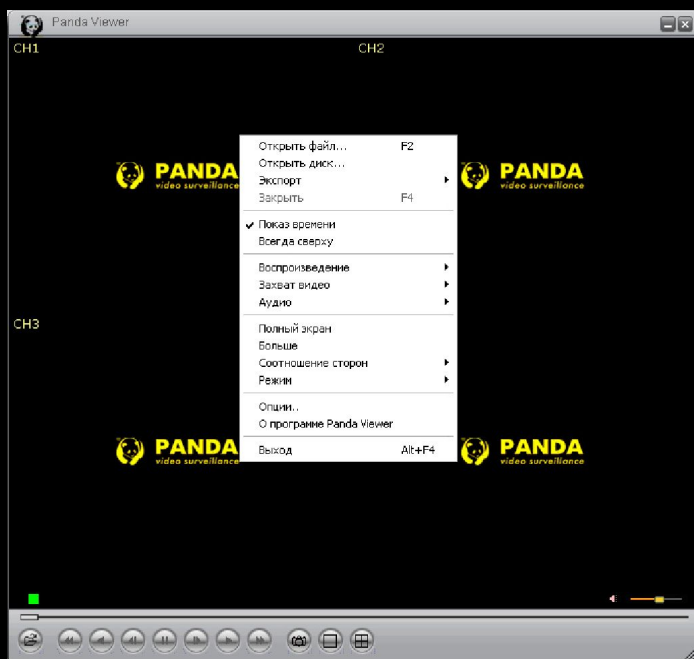 Panda Viewer
CH1
CH2
PANDA
video surveillance
PANDA
video surveillance
Открыть файл... F2
Открыть диск...
Экспорт
Закрыть F4
Показ времени
Всегда сверху
Воспроизведение
Захват видео
Аудио
CH3
Полный экран
Больше
Соотношение сторон
Режим
Опции..
О программе Panda Viewer
Выход Alt+F4
PANDA
video surveillance
PANDA
video surveillance